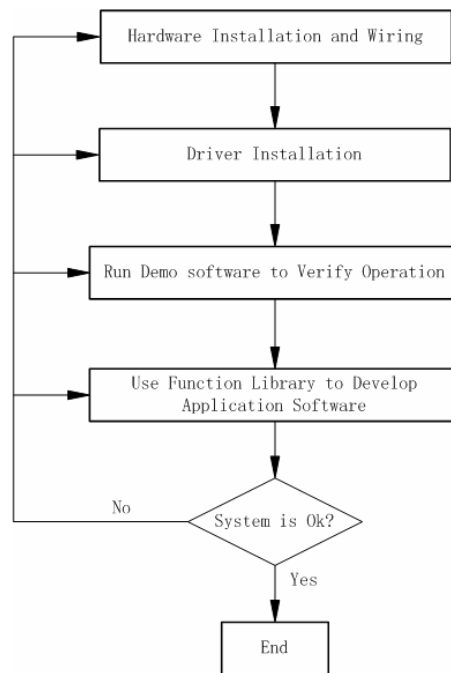 Hardware Installation and Wiring
Driver Installation
Run Demo software to Verify Operation
Use Function Library to Develop
Application Software
System is Ok?
No
Yes
End